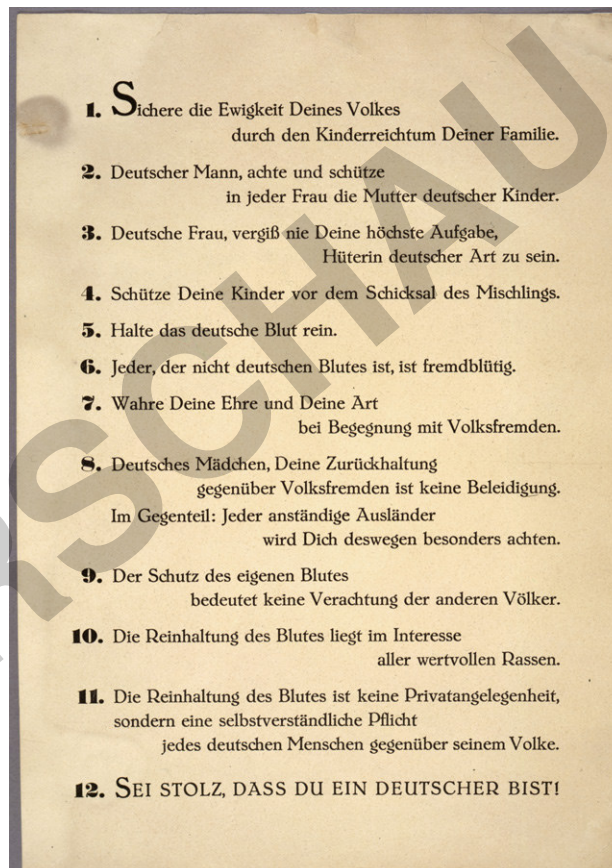 1. Sichere die Ewigkeit Deines Volkes
durch den Kinderreichtum Deiner Familie.
2. Deutscher Mann, achte und schütze
in jeder Frau die Mutter deutscher Kinder.
3. Deutsche Frau, vergiß nie Deine höchste Aufgabe,
Hüterin deutscher Art zu sein.
4. Schütze Deine Kinder vor dem Schicksal des Mischlings.
5. Halte das deutsche Blut rein.
6. Jeder, der nicht deutschen Blutes ist, ist fremdblütig.
7. Wahre Deine Ehre und Deine Art
bei Begegnung mit Volksfremden.
8. Deutsches Mädchen, Deine Zurückhaltung
gegenüber Volksfremden ist keine Beleidigung.
Im Gegenteil: Jeder anständige Ausländer
wird Dich deswegen besonders achten.
9. Der Schutz des eigenen Blutes
bedeutet keine Verachtung der anderen Völker.
10. Die Reinhaltung des Blutes liegt im Interesse
aller wertvollen Rassen.
11. Die Reinhaltung des Blutes ist keine Privatangelegenheit,
sondern eine selbstverständliche Pflicht
jedes deutschen Menschen gegenüber seinem Volke.
12. SEI STOLZ, DASS DU EIN DEUTSCHER BIST!
RSCHAU